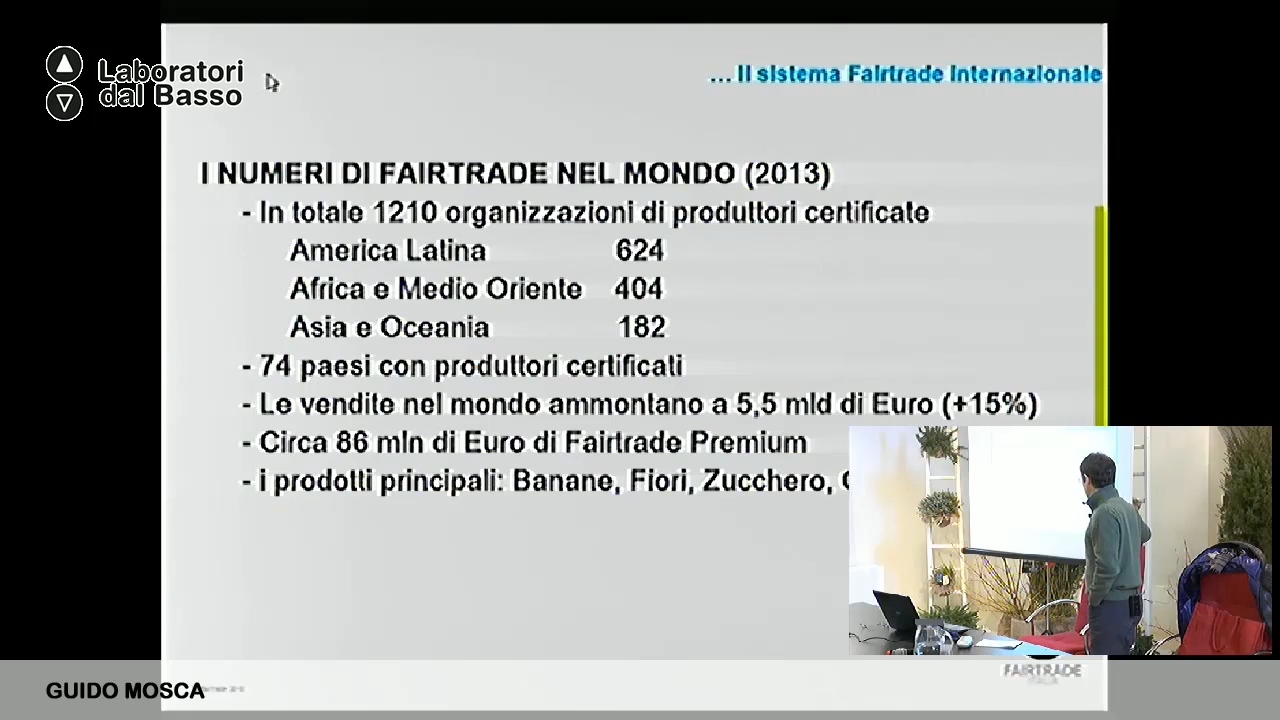 Laboratori
dal Basso
... Il sistema Fairtrade Internazionale
I NUMERI DI FAIRTRADE NEL MONDO (2013)
- In totale 1210 organizzazioni di produttori certificate
America Latina 624
Africa e Medio Oriente 404
Asia e Oceania 182
- 74 paesi con produttori certificati
- Le vendite nel mondo ammontano a 5,5 mld di Euro (+15%)
- Circa 86 mln di Euro di Fairtrade Premium
- i prodotti principali: Banane, Fiori, Zucchero,
FAIRTRADE
GUIDO MOSCA